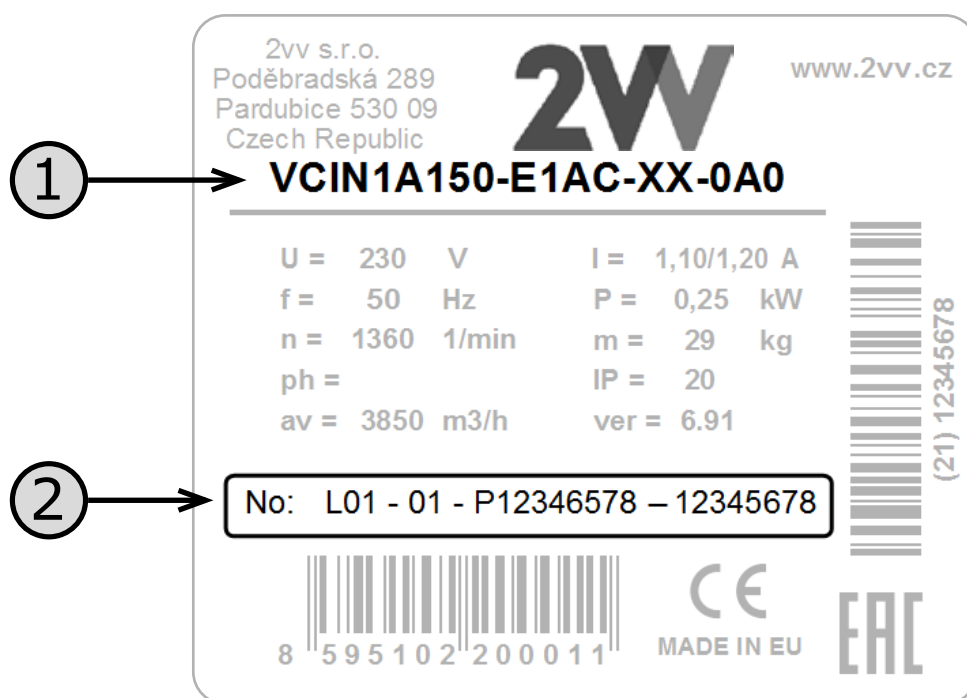 2vv s.r.o.
Poděbradská 289
Pardubice 530 09
Czech Republic
2VV
www.2vv.cz
1
VCIN1A150-E1AC-XX-0A0
U = 230 V I = 1,10/1,20 A
f = 50 Hz P = 0,25 kW
n = 1360 1/min m = 29 kg
ph = IP = 20
av = 3850 m3/h ver = 6.91
(21) 12345678
2
No: L01 - 01 - P12346578 – 12345678
8 595102 200011
CE
MADE IN EU
EAC